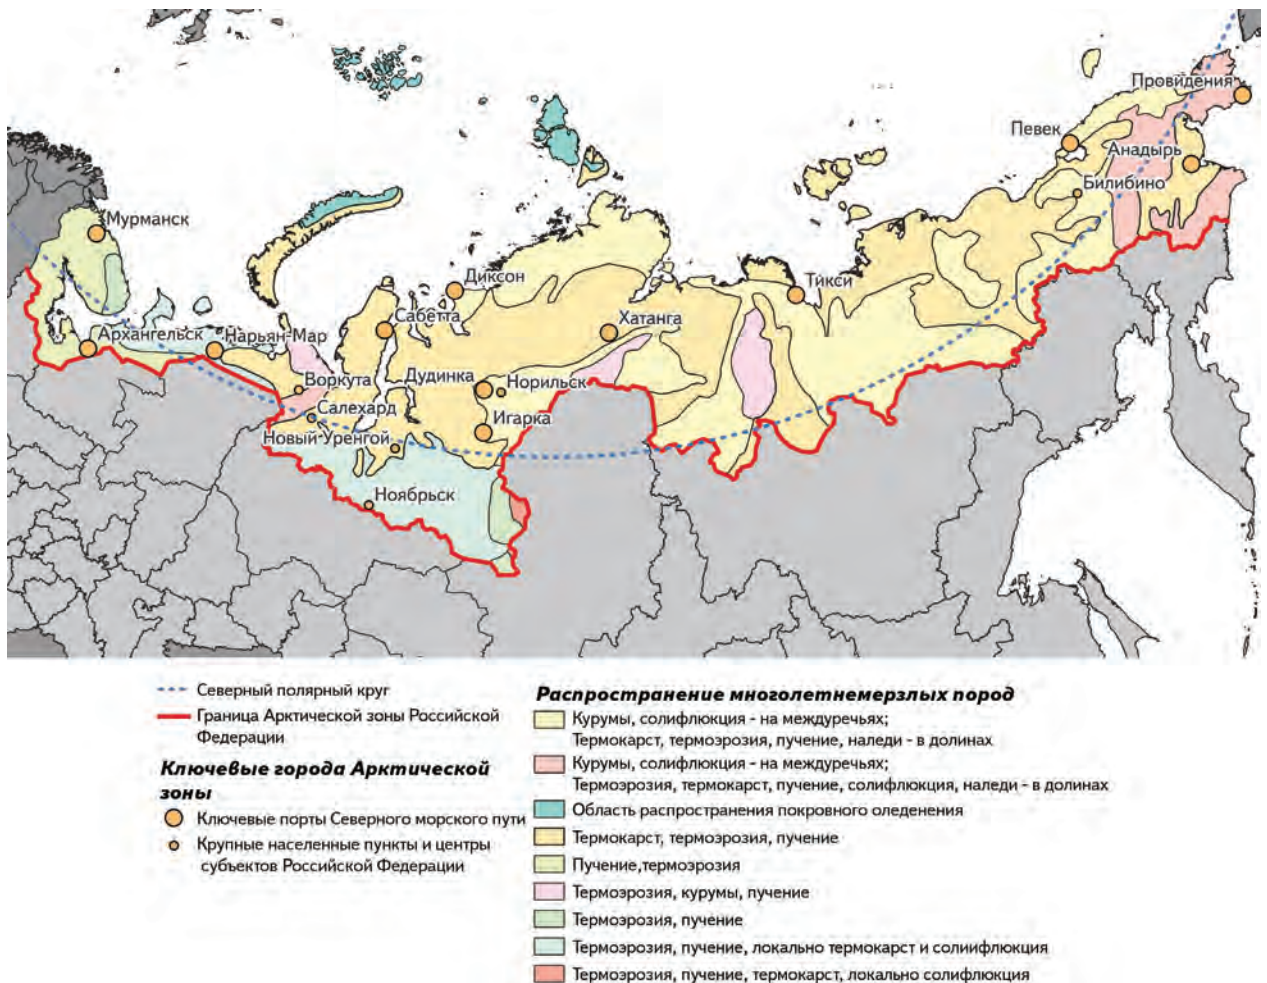 Провидения
Певек
Анадырь
Билибино
Мурманск
Диксон
Тикси
Сабетта
Хатанга
Архангельск
Нарьян-Мар
Воркута
Дудинка
Норильск
Салехард
Игарка
Новый Уренгой
Ноябрьск
Северный полярный круг
Граница Арктической зоны Российской
Федерации
Ключевые города Арктической
зоны
Ключевые порты Северного морского пути
Крупные населенные пункты и центры
субъектов Российской Федерации
Распространение многолетнемерзлых пород
Курумы, солифлюкция - на междуречьях;
Термокарст, термоэрозия, пучение, наледи - в долинах
Курумы, солифлюкция - на междуречьях;
Термоэрозия, термокарст, пучение, солифлюкция, наледи - в долинах
Область распространения покровного оледенения
Термокарст, термоэрозия, пучение
Пучение,термоэрозия
Термоэрозия, курумы, пучение
Термоэрозия, пучение
Термоэрозия, пучение, локально термокарст и солиифлюкция
Термоэрозия, пучение, термокарст, локально солифлюкция